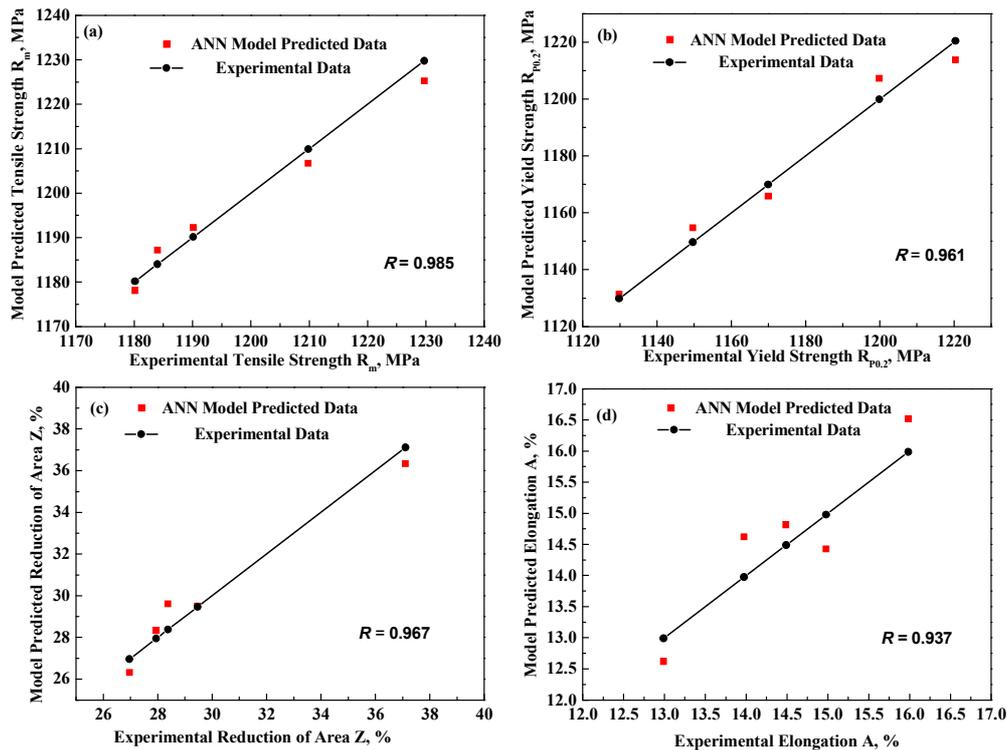 (a)
ANN Model Predicted Data
Experimental Data
R = 0.985
Model Predicted Tensile Strength Rm, MPa
1240
1230
1220
1210
1200
1190
1180
1170
1170 1180 1190 1200 1210 1220 1230 1240
Experimental Tensile Strength Rm, MPa
(b)
ANN Model Predicted Data
Experimental Data
R = 0.961
Model Predicted Yield Strength RP0.2, MPa
1220
1200
1180
1160
1140
1120
1120 1140 1160 1180 1200 1220
Experimental Yield Strength RP0.2, MPa
(c)
ANN Model Predicted Data
Experimental Data
R = 0.967
Model Predicted Reduction of Area Z, %
40
38
36
34
32
30
28
26
26 28 30 32 34 36 38 40
Experimental Reduction of Area Z, %
(d)
ANN Model Predicted Data
Experimental Data
R = 0.937
Model Predicted Elongation A, %
17.0
16.5
16.0
15.5
15.0
14.5
14.0
13.5
13.0
12.5
12.0
12.0 12.5 13.0 13.5 14.0 14.5 15.0 15.5 16.0 16.5 17.0
Experimental Elongation A, %